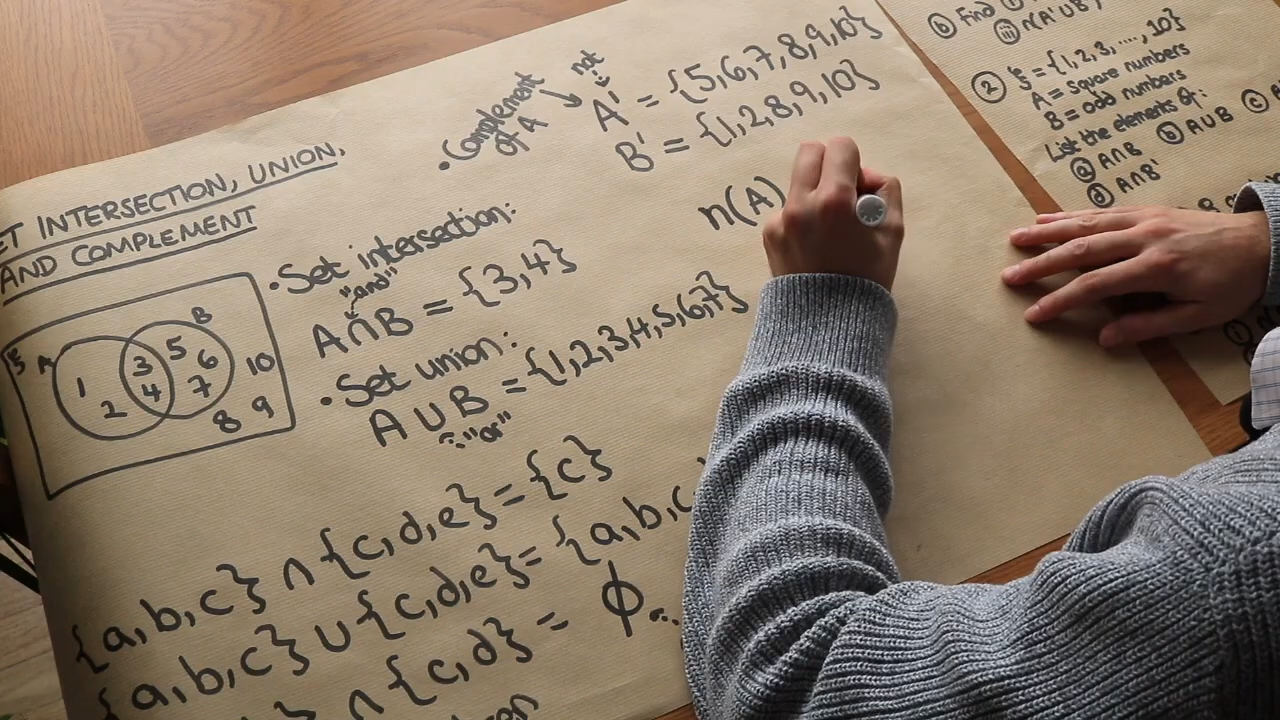 ET INTERSECTION, UNION,
AND COMPLEMENT
ξ
A
B
1
2
3
4
5
6
7
8
9
10
• Set intersection:
"and"
A∩B = {3,4}
• Set union:
A∪B = {1,2,3,4,5,6,7}
"or"
{a,b,c} ∩ {c,d,e} = {c}
{a,b,c} ∪ {c,d,e} = {a,b,c
∩ {c,d} = ϕ
• Complement
of A
not
A' = {5,6,7,8,9,10}
B' = {1,2,8,9,10}
n(A)
ⓑ Find
ⓘⓘⓘ n(A'∪B)
② ξ = {1,2,3,....,10}
A = square numbers
B = odd numbers
List the elements of:
ⓐ A∩B ⓑ A∪B ⓒ
ⓓ A∩B'